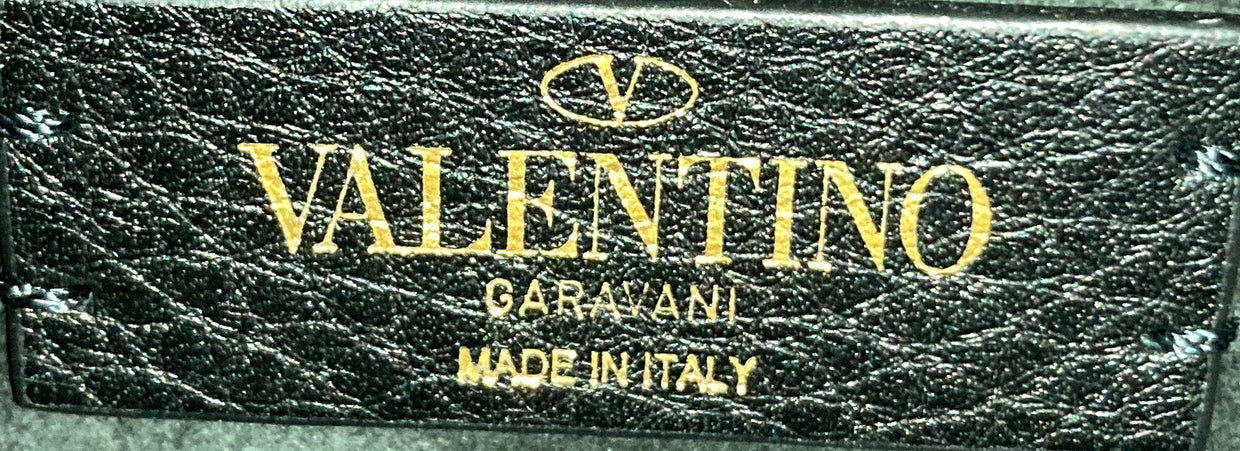 V
VALENTINO
GARAVANI
MADE IN ITALY